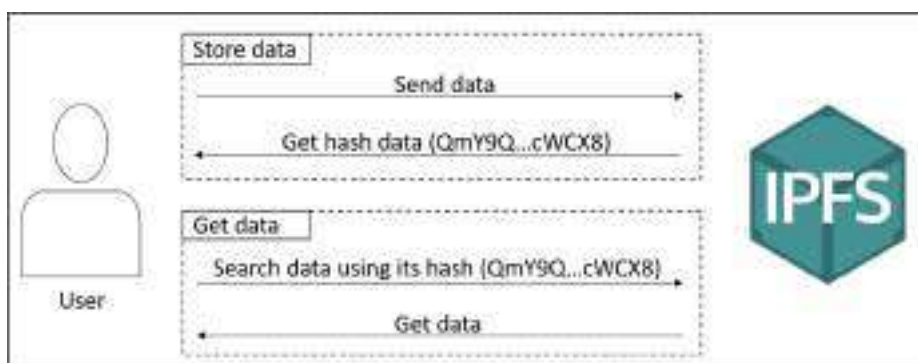 Store data
Send data
Get hash data (QmY9Q...cWCX8)
IPFS
Get data
Search data using its hash (QmY9Q...cWCX8)
User
Get data